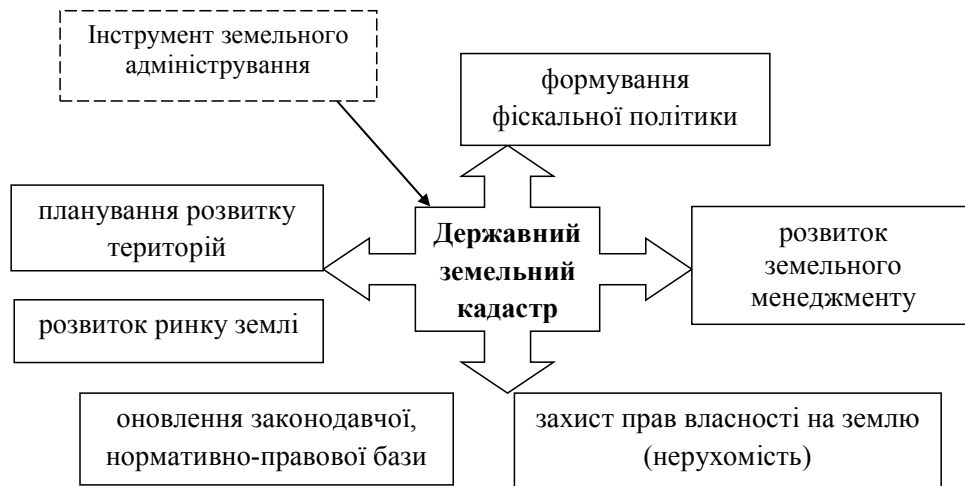 Інструмент земельного
адміністрування
формування
фіскальної політики
планування розвитку
територій
Державний
земельний
кадастр
розвиток
земельного
менеджменту
розвиток ринку землі
оновлення законодавчої,
нормативно-правової бази
захист прав власності на землю
(нерухомість)